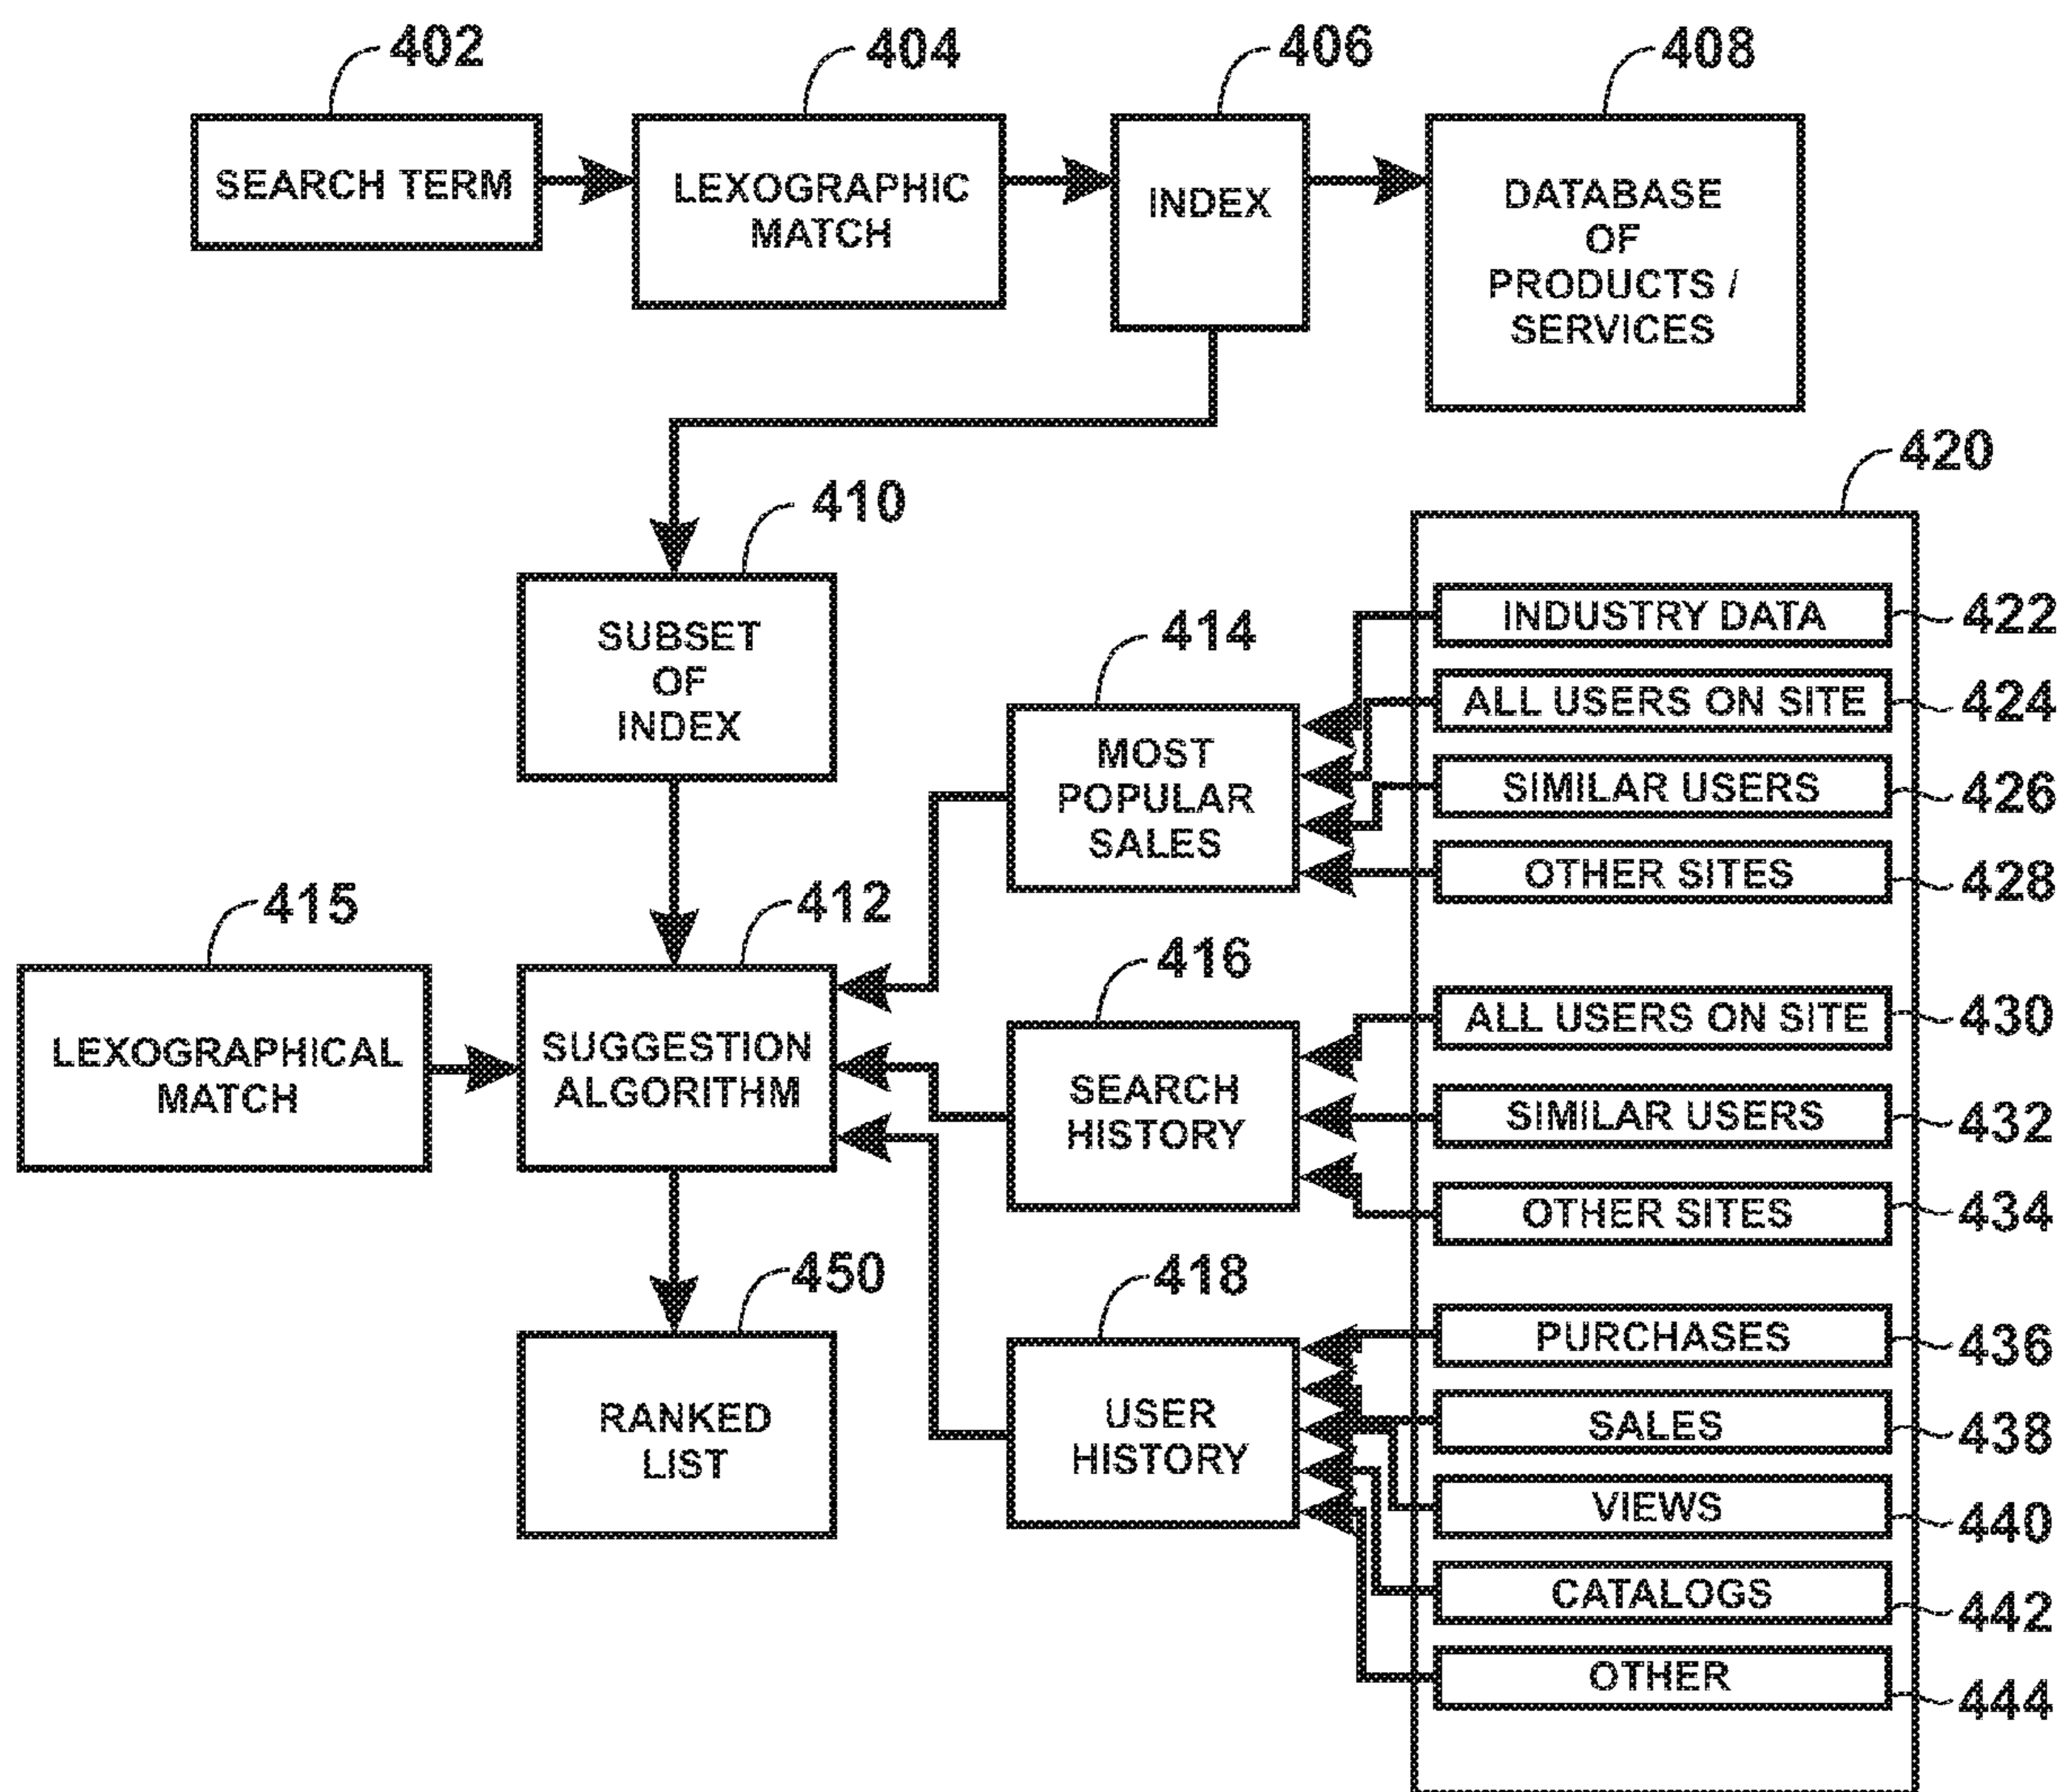 402
404
406
408
SEARCH TERM
LEXOGRAPHIC
MATCH
INDEX
DATABASE
OF
PRODUCTS /
SERVICES
420
410
SUBSET
OF
INDEX
414
MOST
POPULAR
SALES
INDUSTRY DATA
422
ALL USERS ON SITE
424
SIMILAR USERS
426
OTHER SITES
428
415
LEXOGRAPHICAL
MATCH
412
SUGGESTION
ALGORITHM
416
SEARCH
HISTORY
ALL USERS ON SITE
430
SIMILAR USERS
432
OTHER SITES
434
450
RANKED
LIST
418
USER
HISTORY
PURCHASES
436
SALES
438
VIEWS
440
CATALOGS
442
OTHER
444